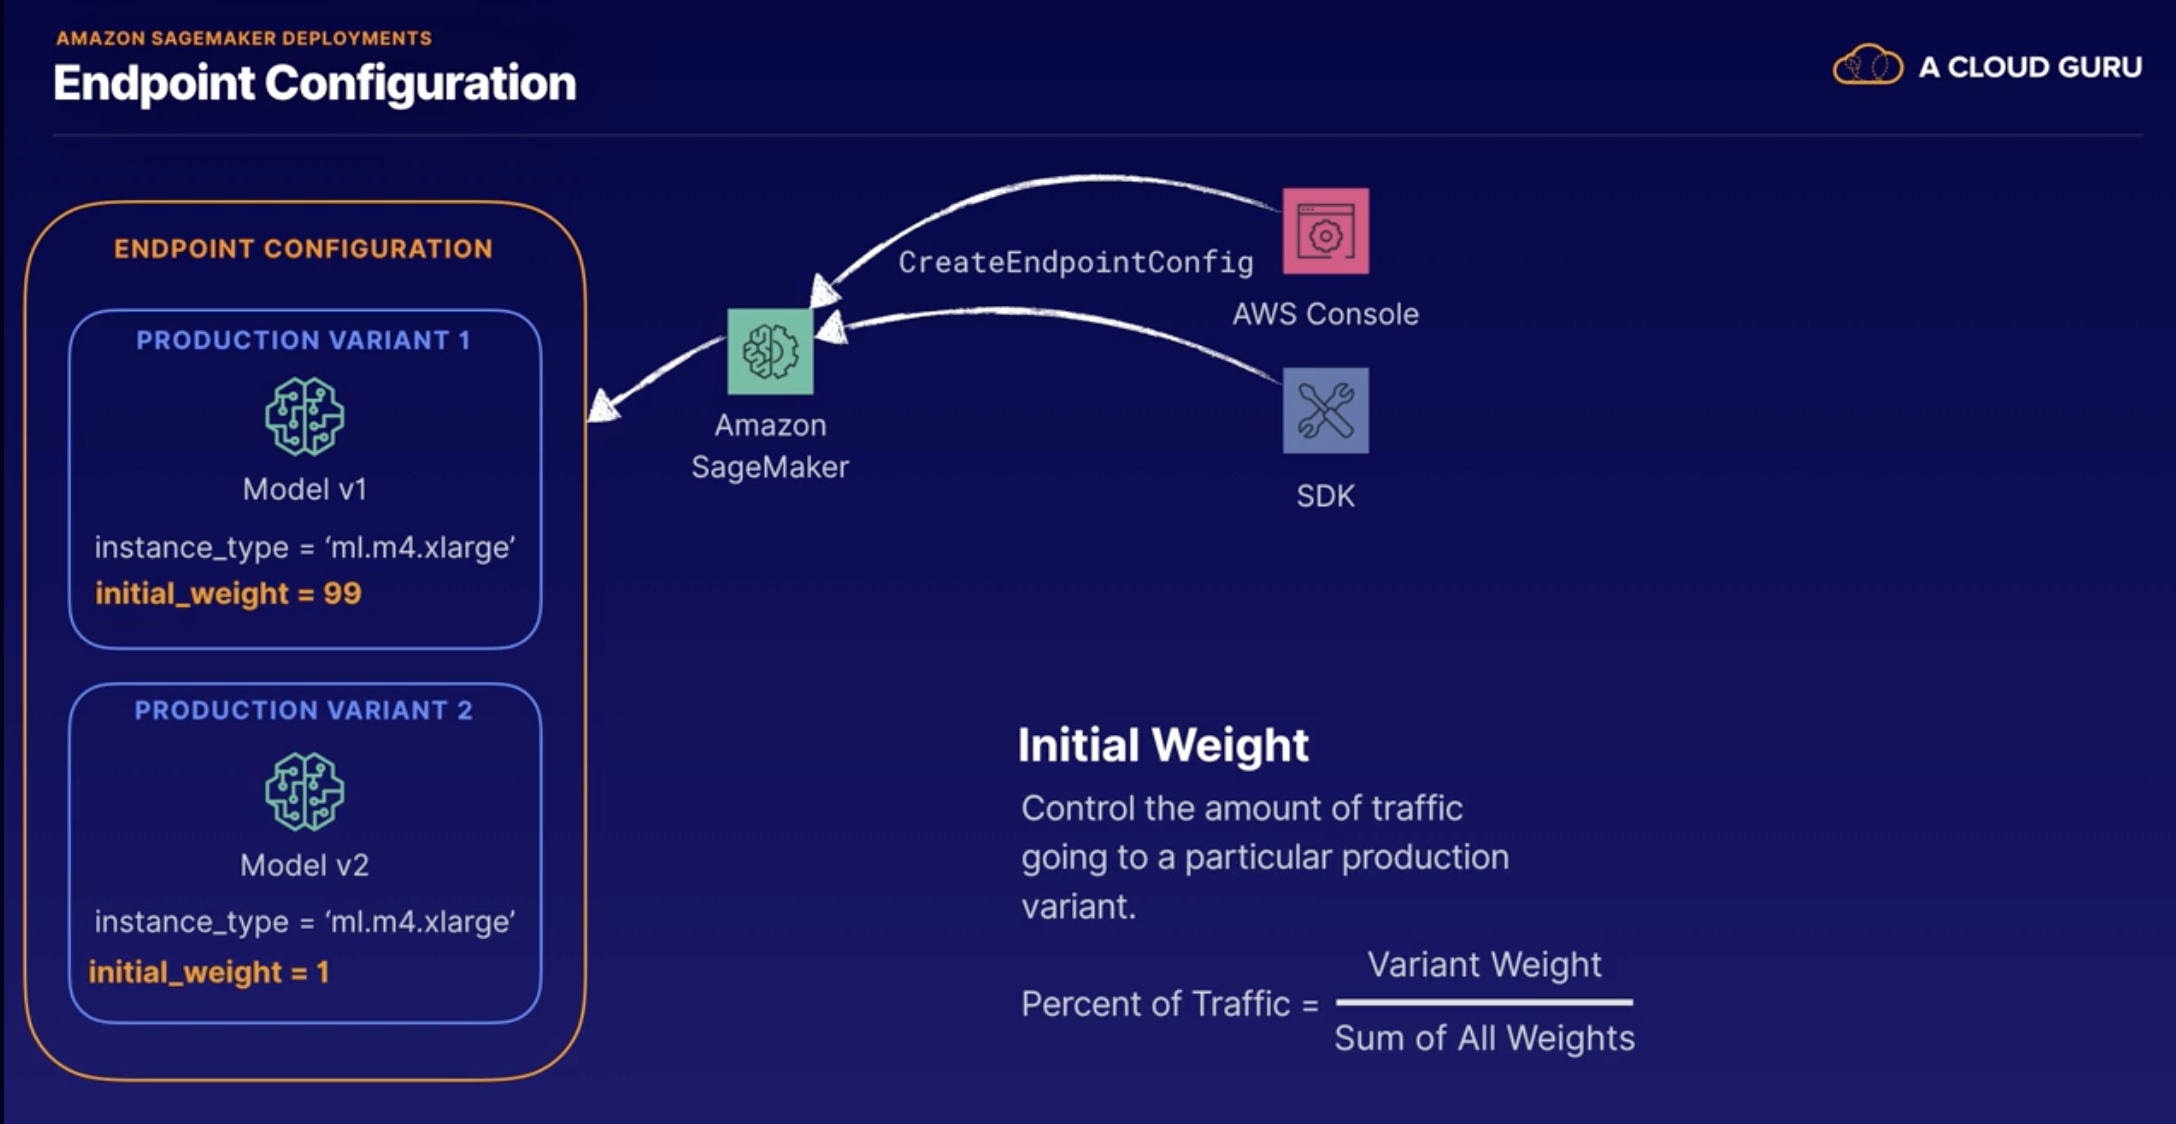 AMAZON SAGEMAKER DEPLOYMENTS
Endpoint Configuration
A CLOUD GURU
ENDPOINT CONFIGURATION
PRODUCTION VARIANT 1
Model v1
instance_type = ‘ml.m4.xlarge’
initial_weight = 99
PRODUCTION VARIANT 2
Model v2
instance_type = ‘ml.m4.xlarge’
initial_weight = 1
Amazon
SageMaker
CreateEndpointConfig
AWS Console
SDK
Initial Weight
Control the amount of traffic
going to a particular production
variant.
Percent of Traffic =
Variant Weight
Sum of All Weights